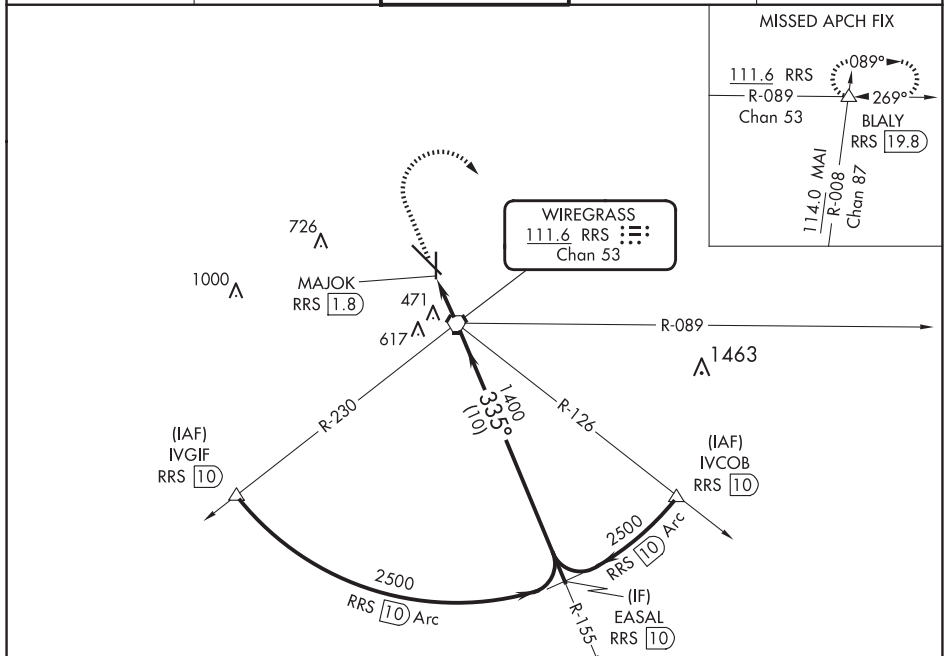 MISSED APCH FIX
089°
111.6 RRS
R-089
269°
Chan 53
BLALY
RRS 19.8
114.0 MAI
R-008
Chan 87
WIREGRASS
111.6 RRS
Chan 53
726
1000
MAJOK
RRS 1.8
471
617
R-089
1463
1400
335°
(10)
R-230
R-126
(IAF)
IVGIF
RRS 10
(IAF)
IVCOB
RRS 10
2500
RRS 10 Arc
2500
RRS 10 Arc
(IF)
EASAL
RRS 10
R-155